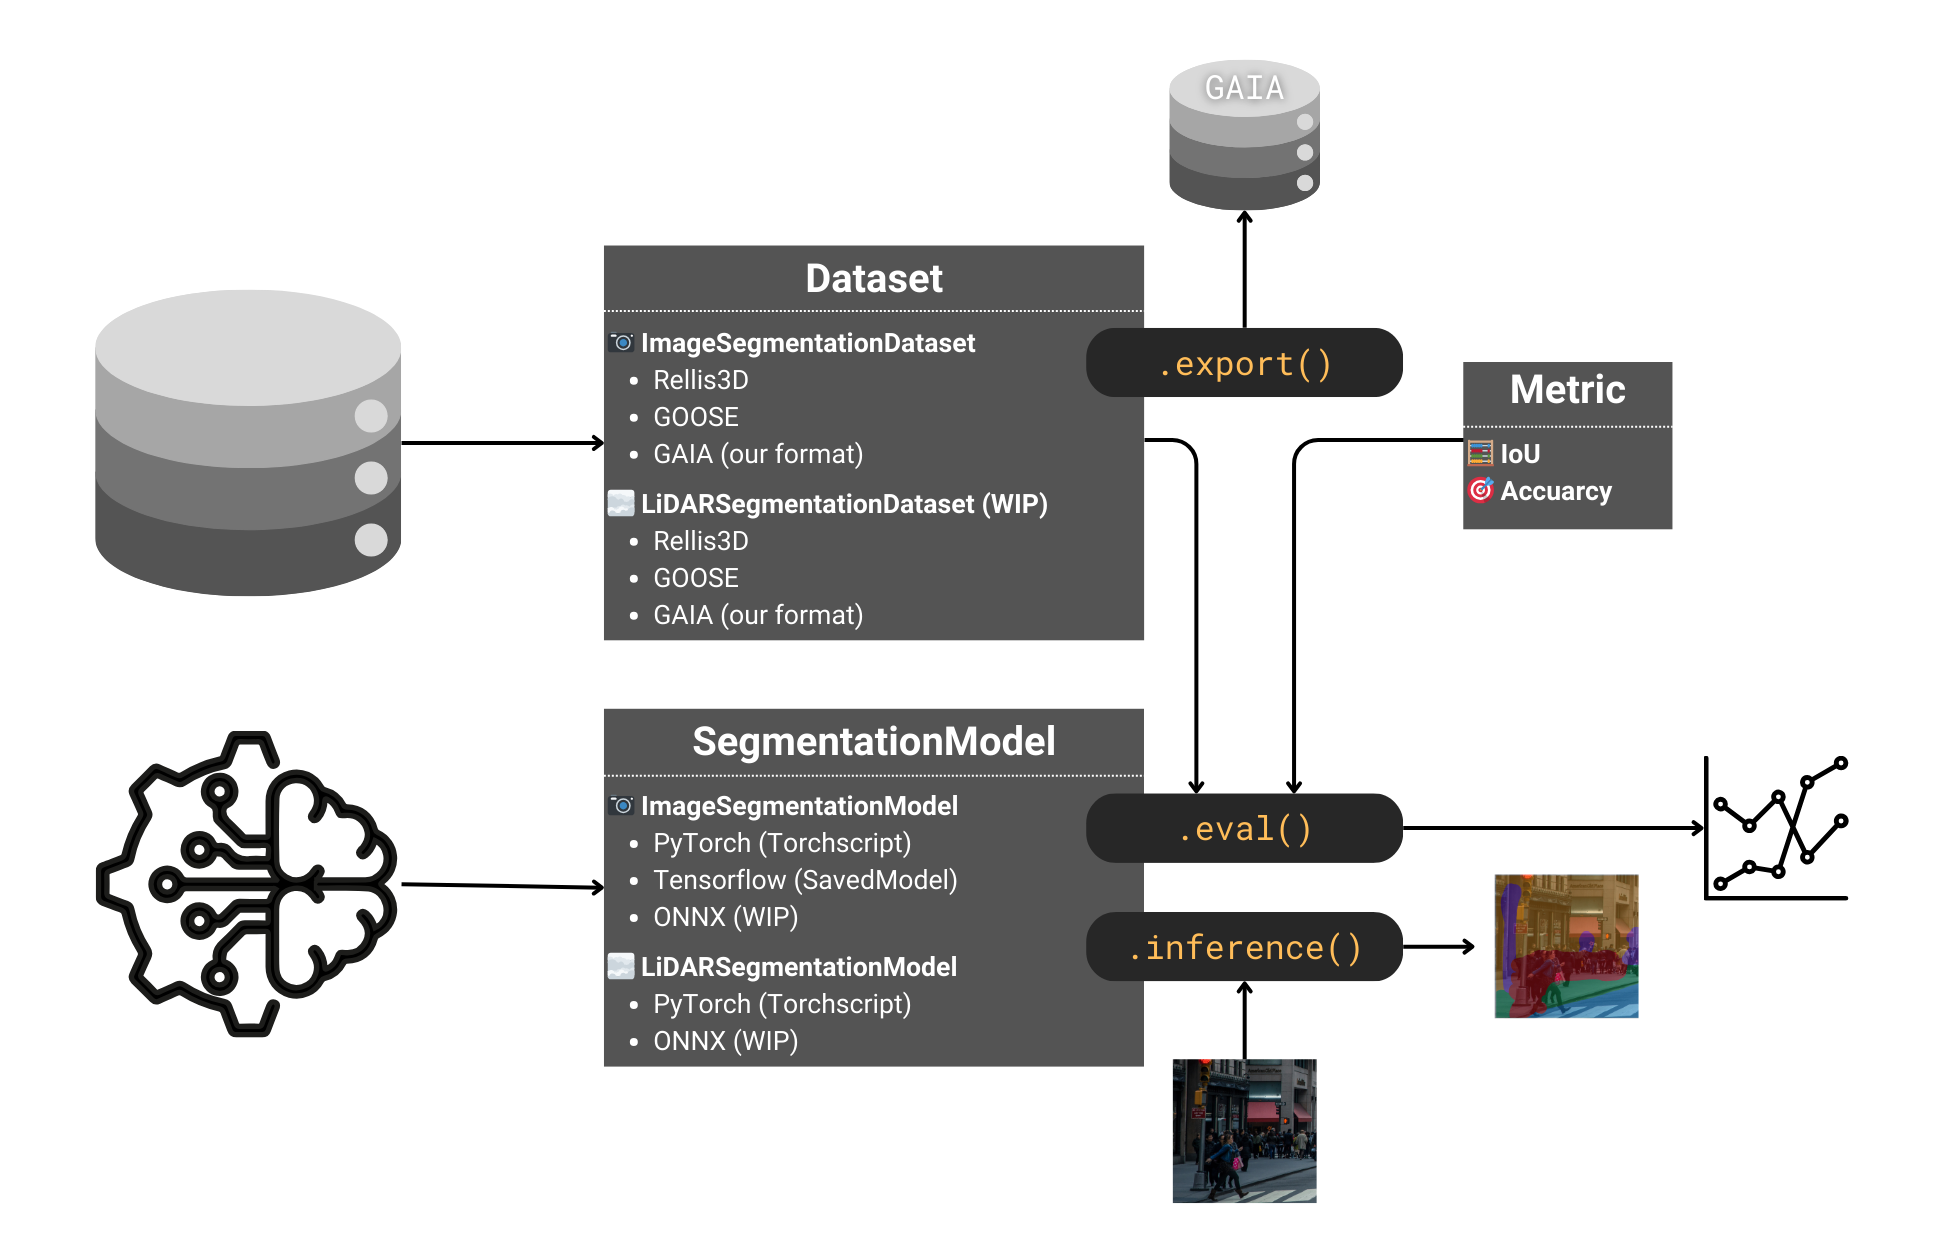 GAIA
Dataset
ImageSegmentationDataset
Rellis3D
GOOSE
GAIA (our format)
LiDARSegmentationDataset (WIP)
Rellis3D
GOOSE
GAIA (our format)
.export()
Metric
IoU
Accuarcy
SegmentationModel
ImageSegmentationModel
PyTorch (Torchscript)
Tensorflow (SavedModel)
ONNX (WIP)
LiDARSegmentationModel
PyTorch (Torchscript)
ONNX (WIP)
.eval()
.inference()